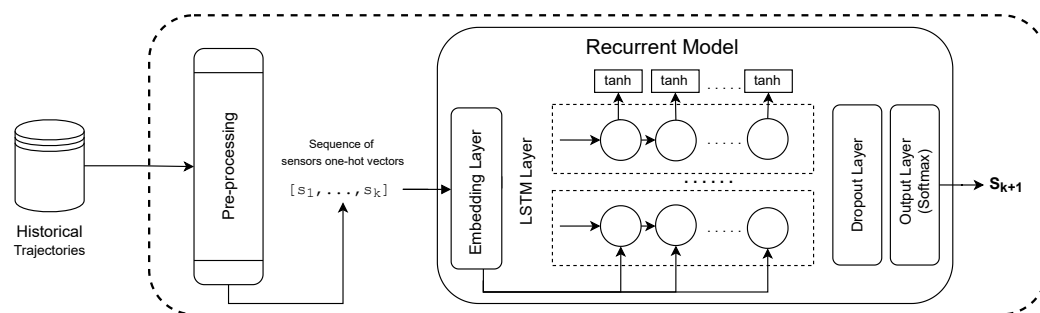 Recurrent Model
tanh
tanh
.....
tanh
Pre-processing
Sequence of
sensors one-hot vectors
[s1,...,sk]
Embedding Layer
LSTM Layer
.....
......
.....
Dropout Layer
Output Layer
(Softmax)
Sk+1
Historical
Trajectories